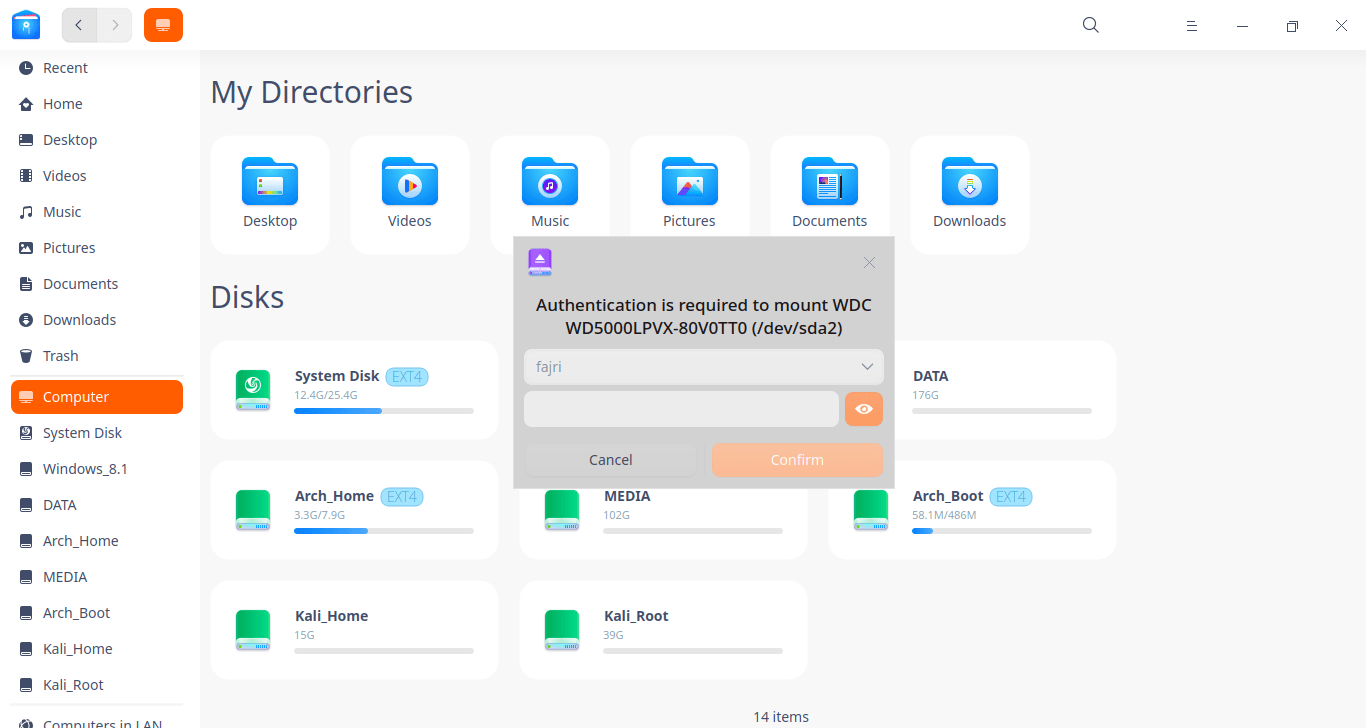 Recent
Home
Desktop
Videos
Music
Pictures
Documents
Downloads
Trash
Computer
System Disk
Windows_8.1
DATA
Arch_Home
MEDIA
Arch_Boot
Kali_Home
Kali_Root
Computers in LAN
My Directories
Desktop
Videos
Music
Pictures
Documents
Downloads
Disks
System Disk EXT4
12.4G/25.4G
DATA
176G
Arch_Home EXT4
3.3G/7.9G
MEDIA
102G
Arch_Boot EXT4
58.1M/486M
Kali_Home
15G
Kali_Root
39G
14 items
Authentication is required to mount WDC
WD5000LPVX-80V0TT0 (/dev/sda2)
fajri
Cancel
Confirm